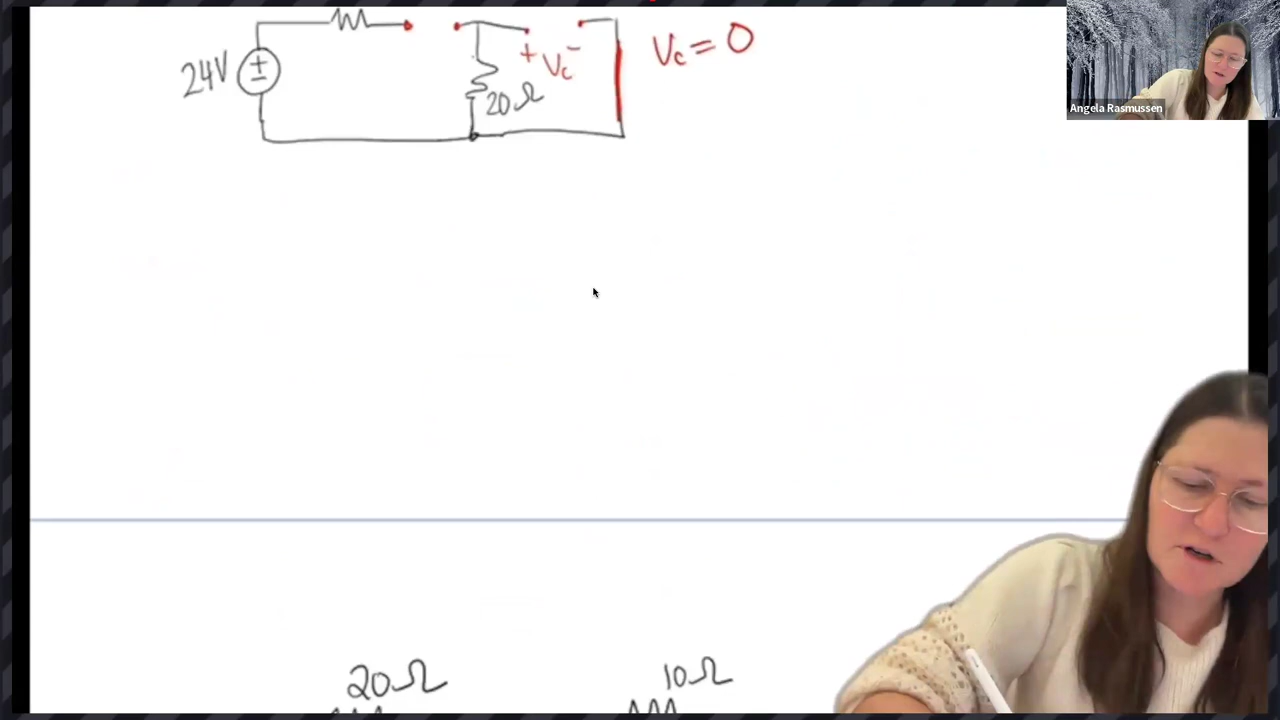 24V
20Ω
+ Vc -
Vc = 0
Angela Rasmussen
20Ω
10Ω